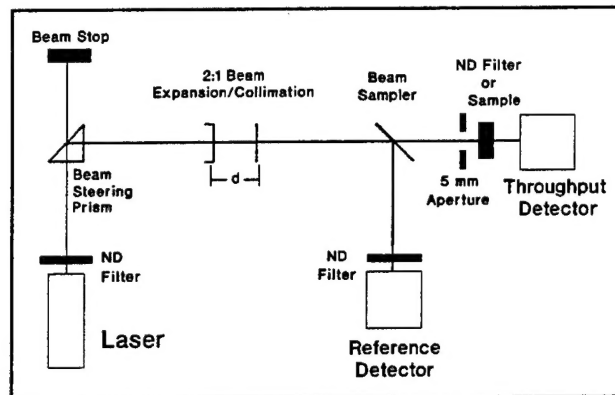 Beam Stop
2:1 Beam
Expansion/Collimation
Beam
Sampler
ND Filter
or
Sample
Beam
Steering
Prism
d
5 mm
Aperture
Throughput
Detector
ND
Filter
ND
Filter
Laser
Reference
Detector